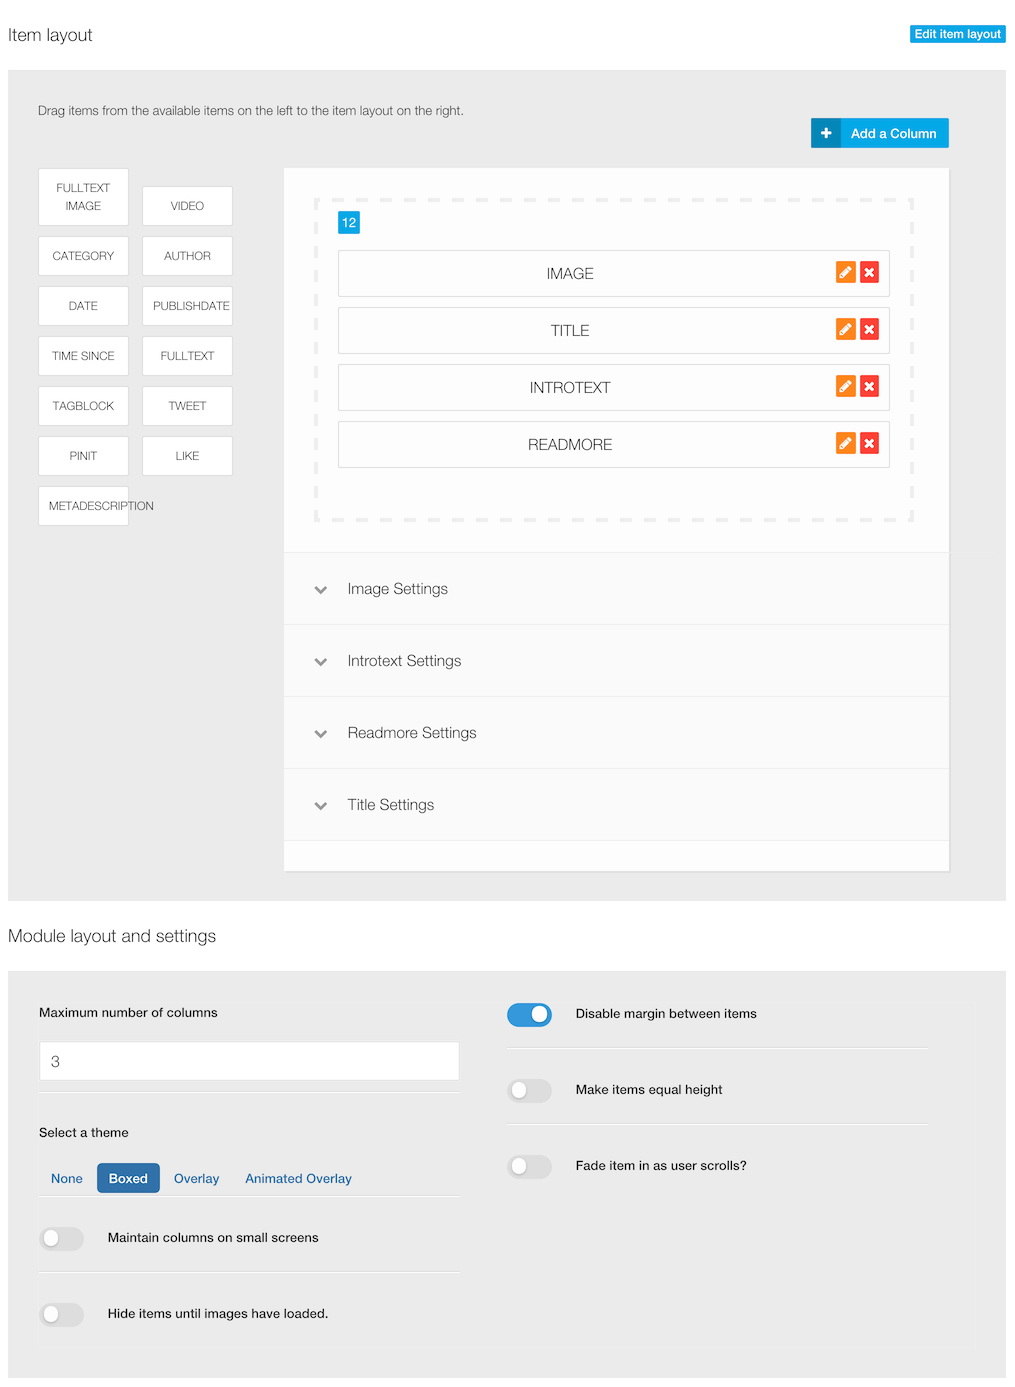 Item layout
Edit item layout
Drag items from the available items on the left to the item layout on the right.
Add a Column
FULLTEXT
IMAGE
VIDEO
CATEGORY
AUTHOR
DATE
PUBLISHDATE
TIME SINCE
FULLTEXT
TAGBLOCK
TWEET
PINIT
LIKE
METADESCRIPTION
12
IMAGE
TITLE
INTROTEXT
READMORE
Image Settings
Introtext Settings
Readmore Settings
Title Settings
Module layout and settings
Maximum number of columns
3
Select a theme
None Boxed Overlay Animated Overlay
Maintain columns on small screens
Hide items until images have loaded.
Disable margin between items
Make items equal height
Fade item in as user scrolls?